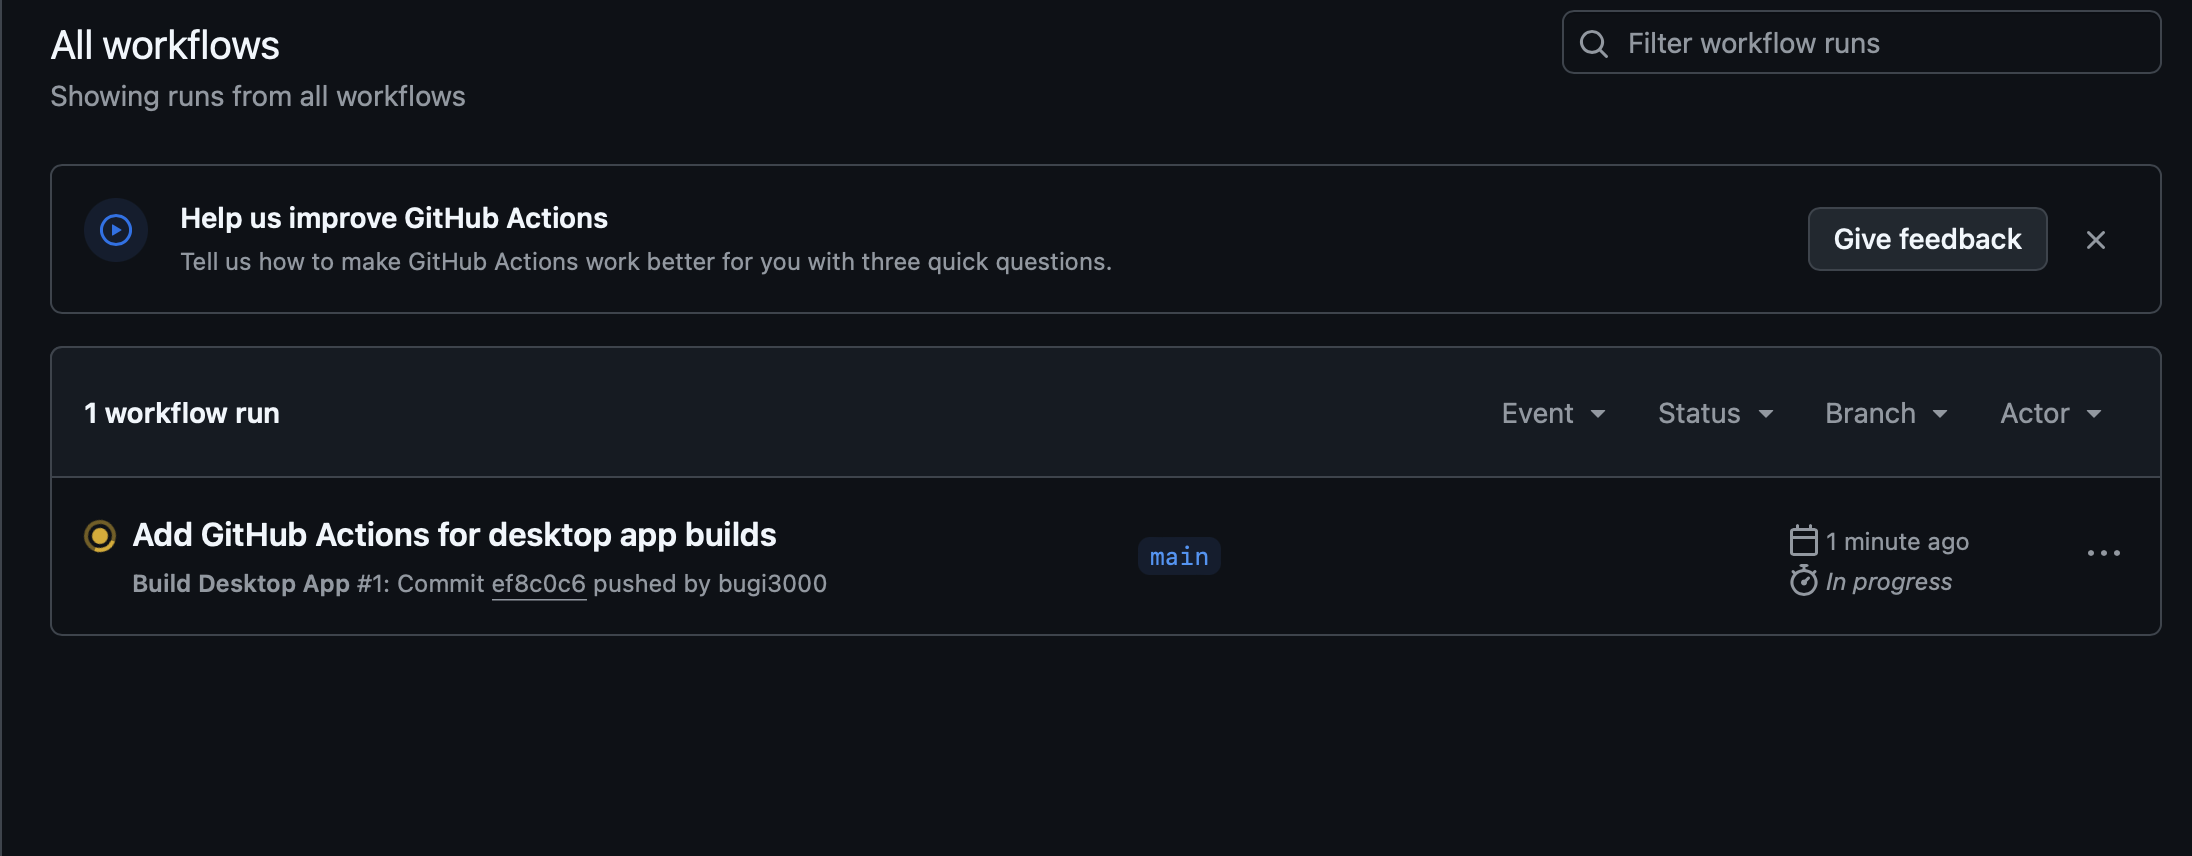 All workflows
Filter workflow runs
Showing runs from all workflows
Help us improve GitHub Actions
Tell us how to make GitHub Actions work better for you with three quick questions.
Give feedback
1 workflow run
Event
Status
Branch
Actor
Add GitHub Actions for desktop app builds
Build Desktop App #1: Commit ef8c0c6 pushed by bugi3000
main
1 minute ago
In progress